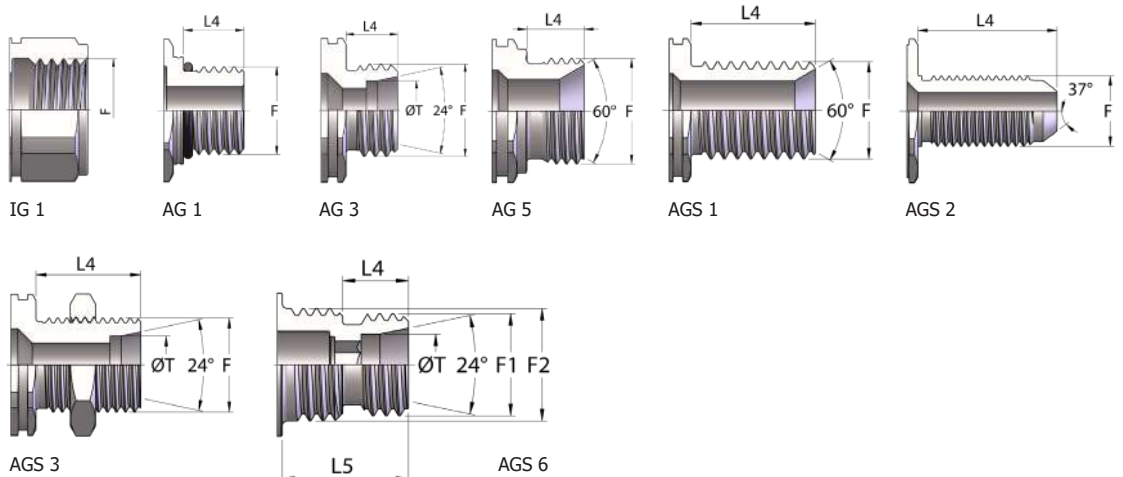 L4
L4
L4
L4
L4
F
F
ØT 24° F
60° F
60° F
37°
F
IG 1
AG 1
AG 3
AG 5
AGS 1
AGS 2
L4
L4
ØT 24° F
ØT 24° F1 F2
AGS 3
L5
AGS 6